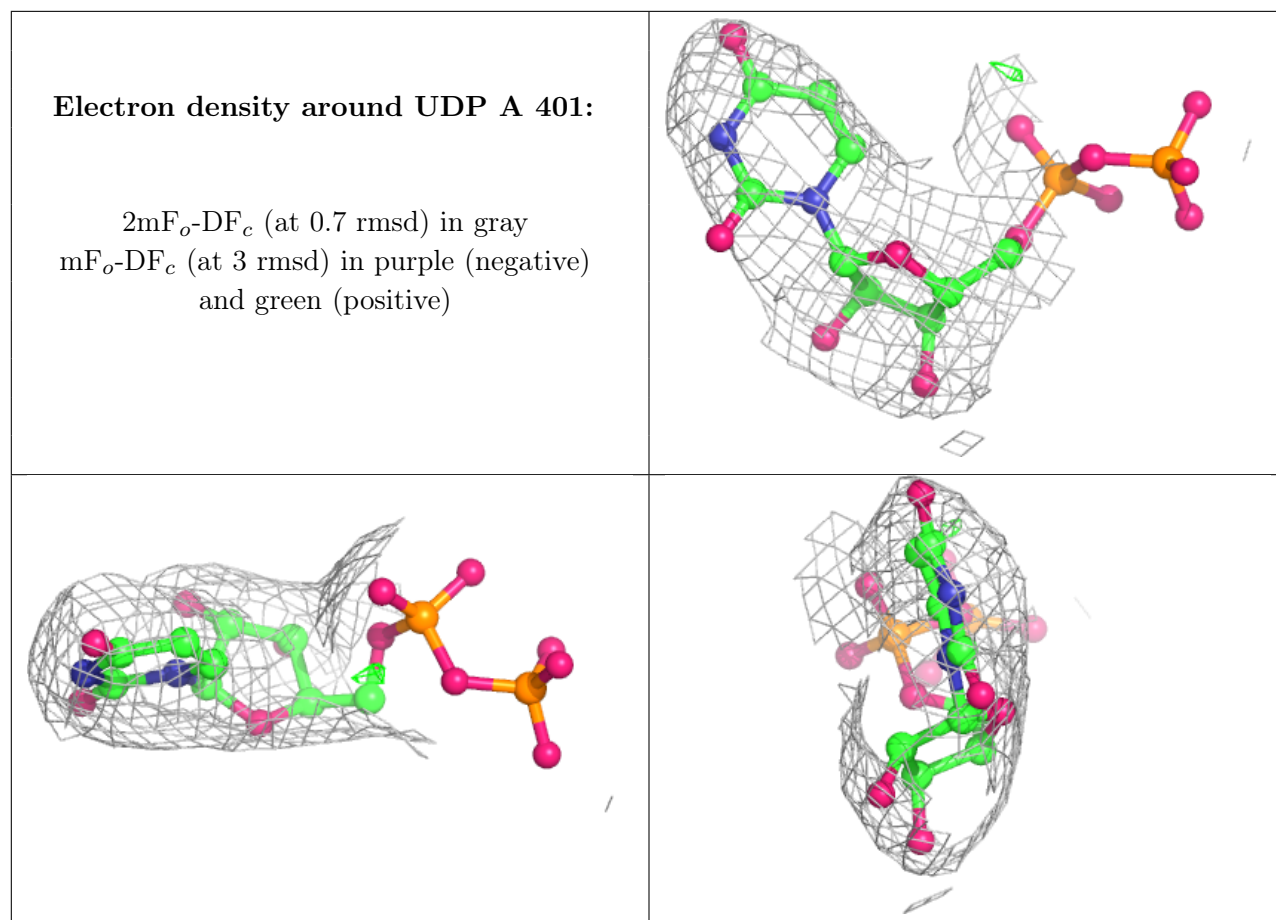 Electron density around UDP A 401:
2mFo-DFc (at 0.7 rmsd) in gray
mFo-DFc (at 3 rmsd) in purple (negative)
and green (positive)